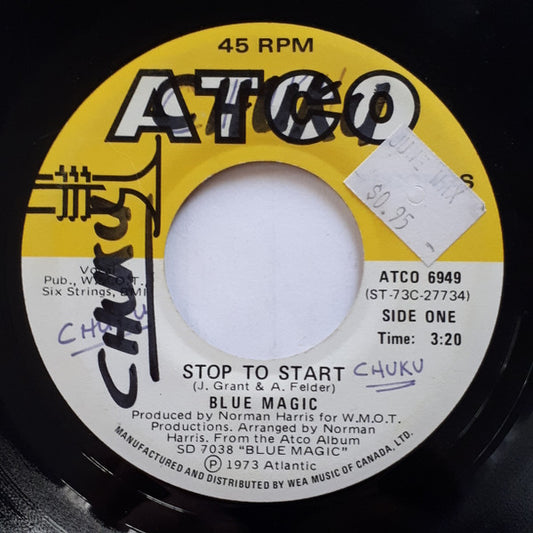 45 RPM
ATCO
CHUKU
$0.95
S
ATCO 6949
(ST-73C-27734)
SIDE ONE
Time: 3:20
Pub., W.M.O.T.,
Six Strings, BMI
CHUKU
CHUKU
STOP TO START
CHUKU
(J. Grant & A. Felder)
BLUE MAGIC
Produced by Norman Harris for W.M.O.T.
Productions. Arranged by Norman
Harris. From the Atco Album
SD 7038 "BLUE MAGIC"
Ⓟ 1973 Atlantic
MANUFACTURED AND DISTRIBUTED BY WEA MUSIC OF CANADA, LTD.